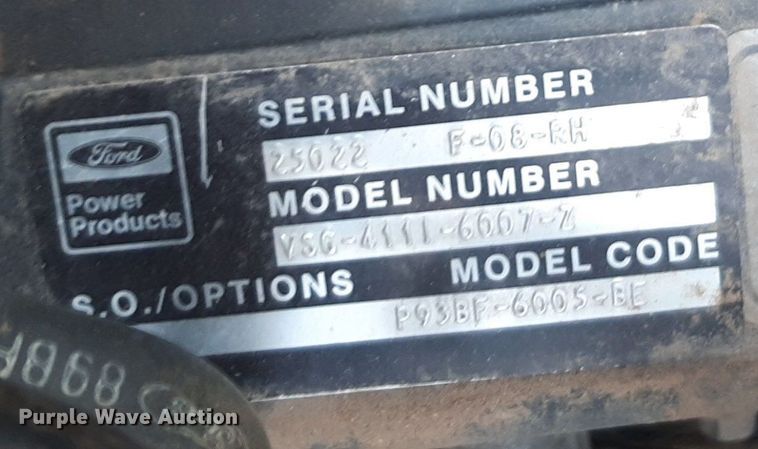 SERIAL NUMBER
25022 F-08-RH
Ford
Power
Products
MODEL NUMBER
VSG-4111-6007-Z
S.O./OPTIONS MODEL CODE
P93BF-6005-BE
Purple Wave Auction